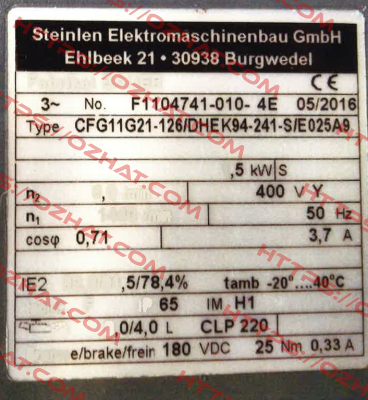 Steinlen Elektromaschinenbau GmbH
Ehlbeek 21 • 30938 Burgwedel
CE
3~ No. F1104741-010- 4E 05/2016
Type CFG11G21-126/DHEK94-241-S/E025A9
,5 kW S
n₂ , 400 V Y
n₁ 50 Hz
cosφ 0,71 3,7 A
IE2 ,5/78,4% tamb -20°....40°C
IP 65 IM H1
,0/4,0 L CLP 220
e/brake/frein 180 VDC 25 Nm 0,33 A
HTTPS://OZHAT.COM